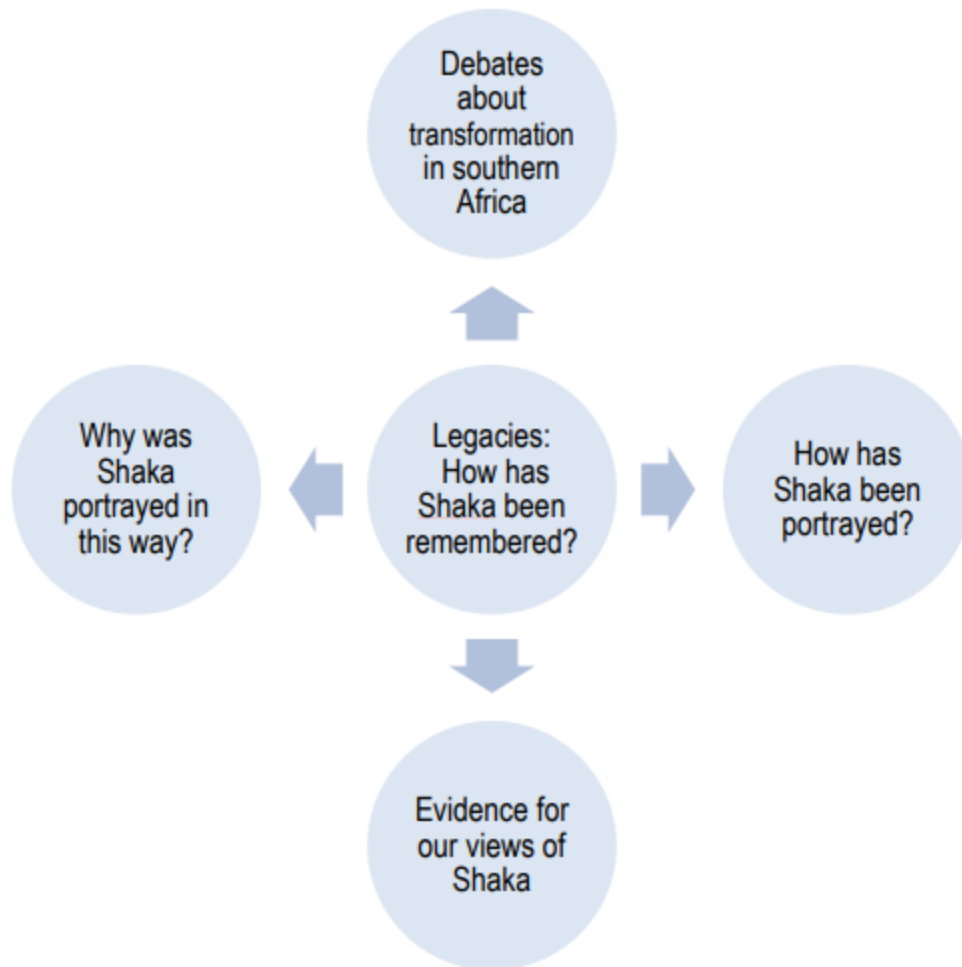 Debates
about
transformation
in southern
Africa
Why was
Shaka
portrayed in
this way?
Legacies:
How has
Shaka been
remembered?
How has
Shaka been
portrayed?
Evidence for
our views of
Shaka